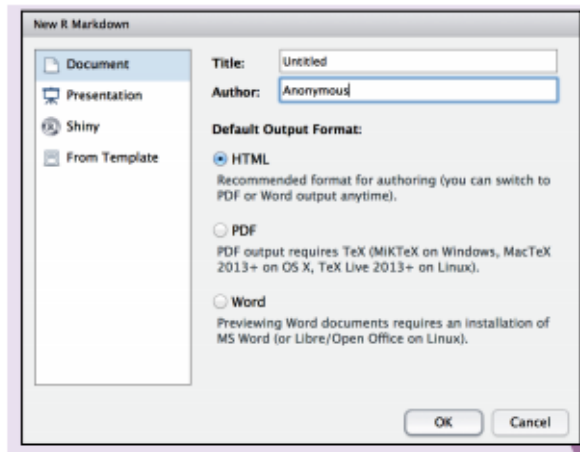 New R Markdown
Document
Presentation
Shiny
From Template
Title: Untitled
Author: Anonymous
Default Output Format:
HTML
Recommended format for authoring (you can switch to
PDF or Word output anytime).
PDF
PDF output requires TeX (MiKTeX on Windows, MacTeX
2013+ on OS X, TeX Live 2013+ on Linux).
Word
Previewing Word documents requires an installation of
MS Word (or Libre/Open Office on Linux).
OK Cancel